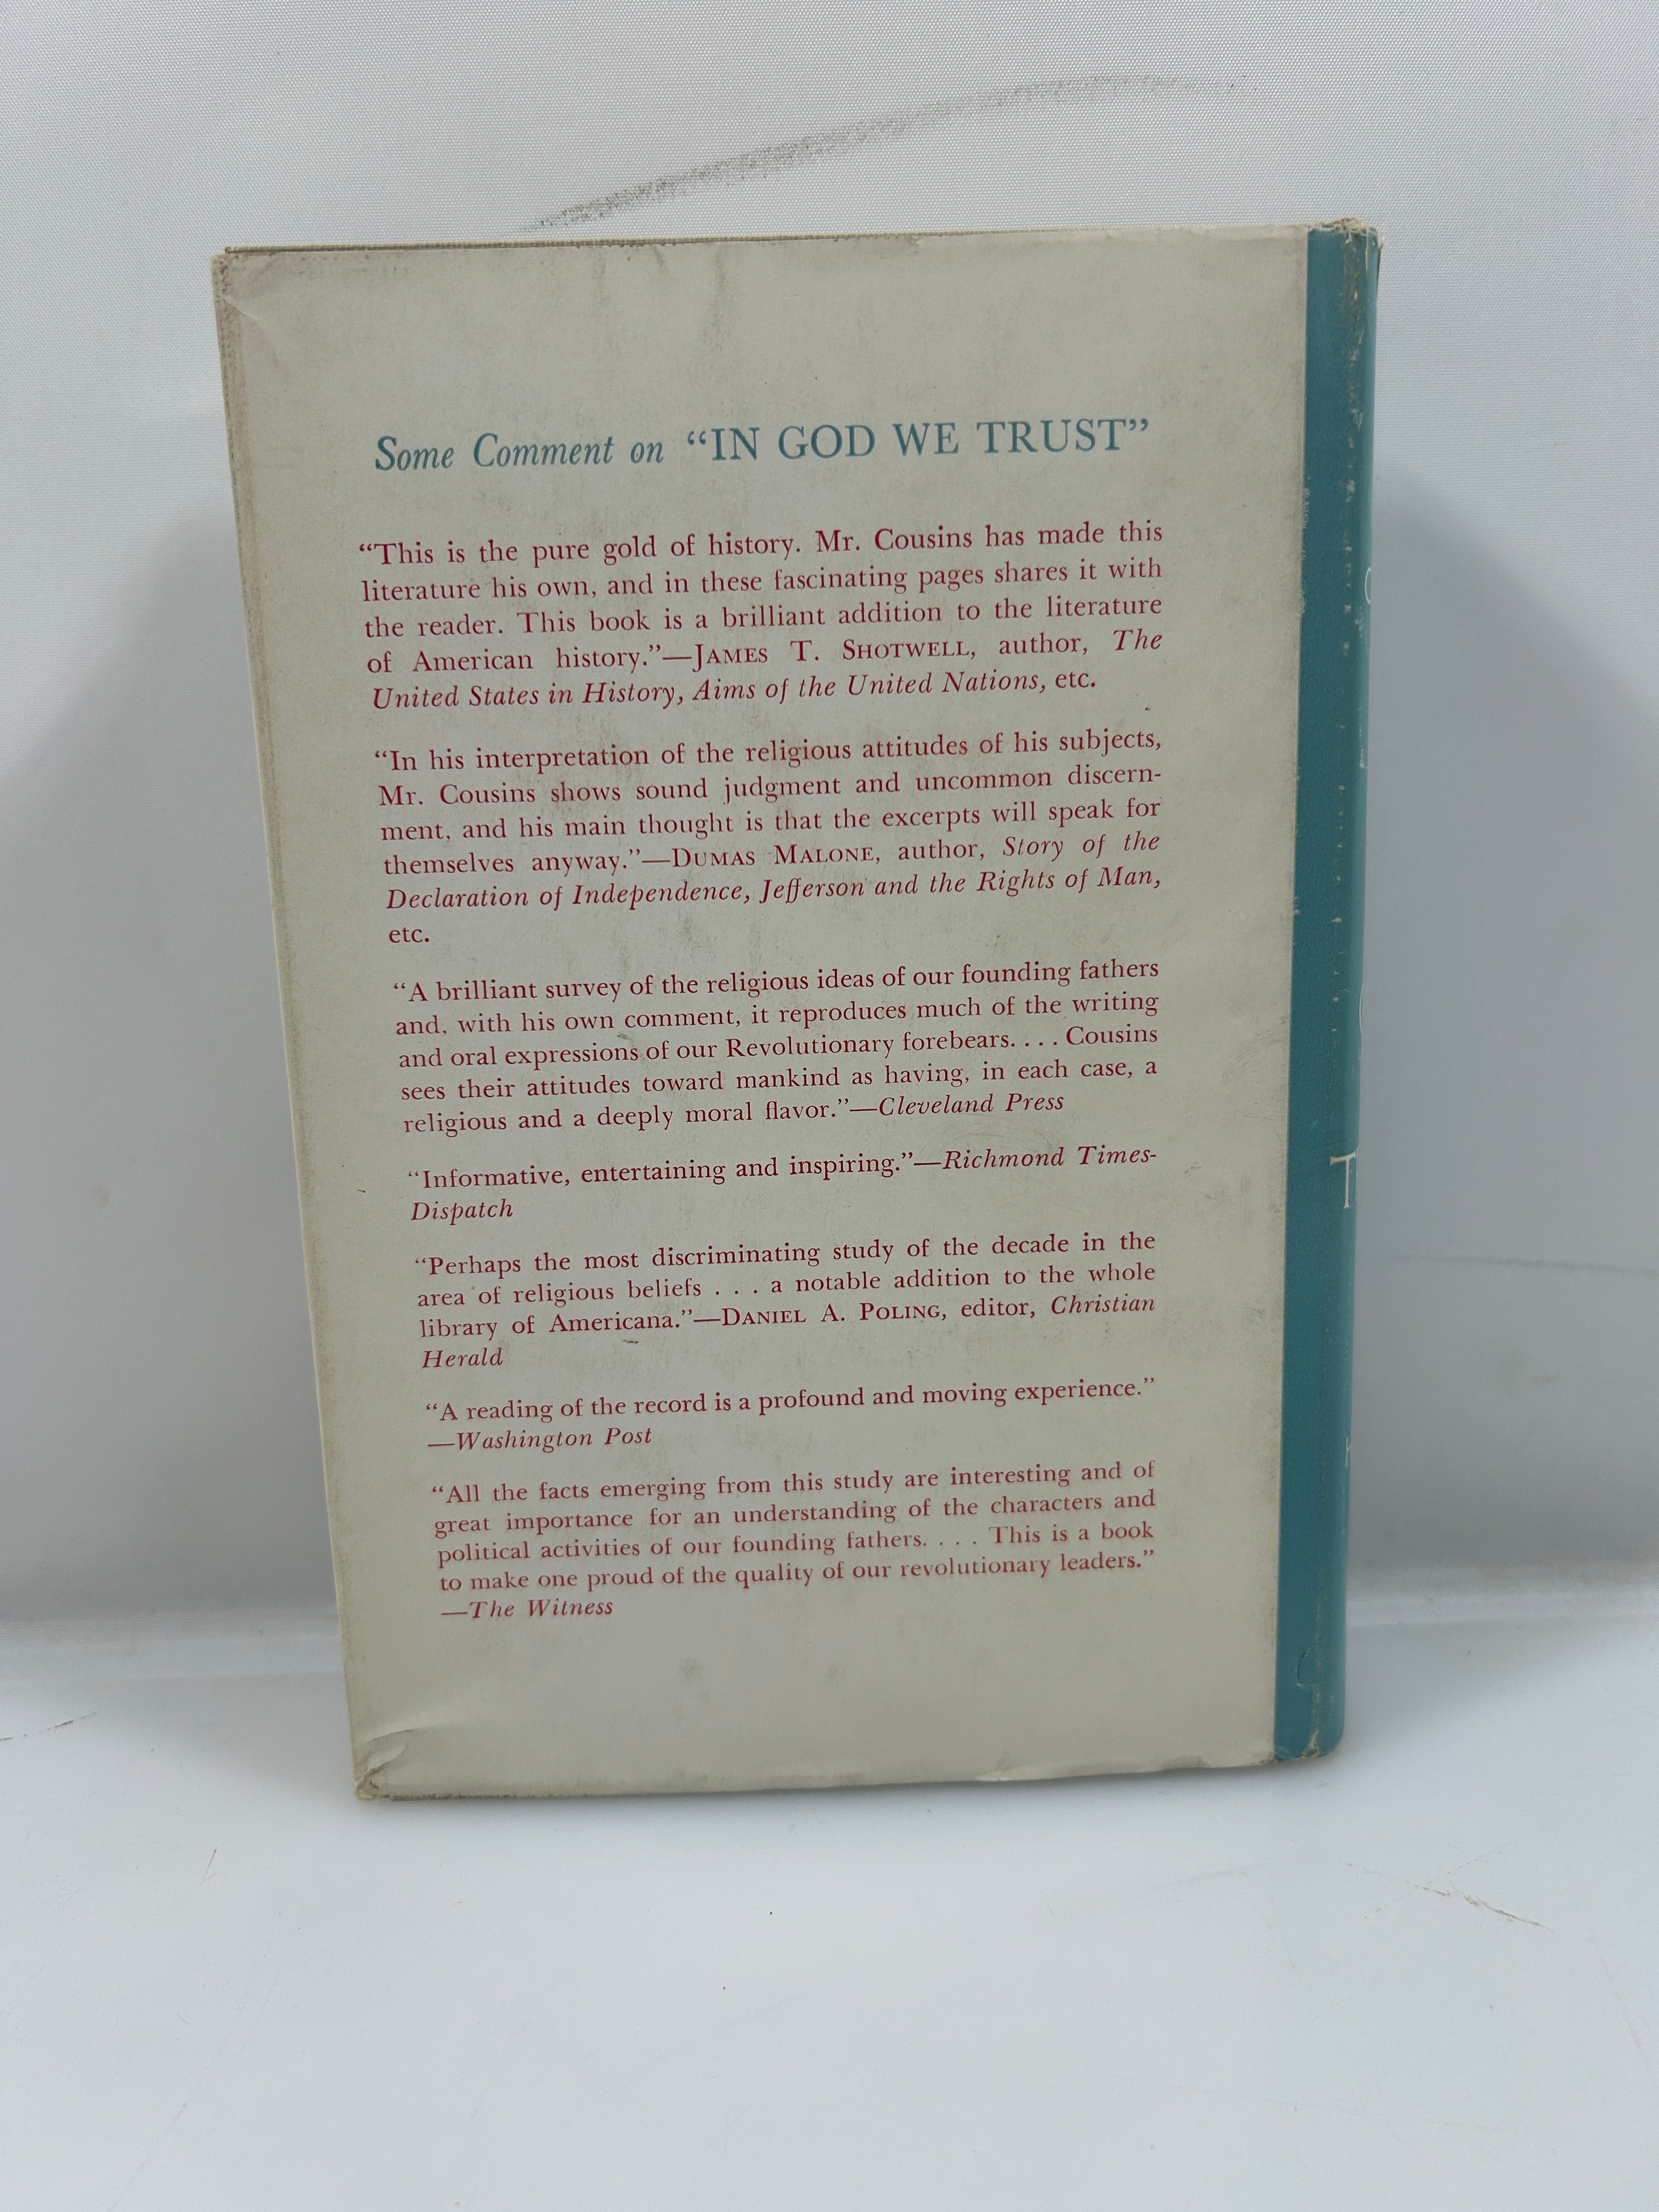 Some Comment on “IN GOD WE TRUST”
“This is the pure gold of history. Mr. Cousins has made this
literature his own, and in these fascinating pages shares it with
the reader. This book is a brilliant addition to the literature
of American history.”—JAMES T. SHOTWELL, author, The
United States in History, Aims of the United Nations, etc.
“In his interpretation of the religious attitudes of his subjects,
Mr. Cousins shows sound judgment and uncommon discern-
ment, and his main thought is that the excerpts will speak for
themselves anyway.”—DUMAS MALONE, author, Story of the
Declaration of Independence, Jefferson and the Rights of Man,
etc.
“A brilliant survey of the religious ideas of our founding fathers
and, with his own comment, it reproduces much of the writing
and oral expressions of our Revolutionary forebears. . . . Cousins
sees their attitudes toward mankind as having, in each case, a
religious and a deeply moral flavor.”—Cleveland Press
“Informative, entertaining and inspiring.”—Richmond Times-
Dispatch
“Perhaps the most discriminating study of the decade in the
area of religious beliefs . . . a notable addition to the whole
library of Americana.”—DANIEL A. POLING, editor, Christian
Herald
“A reading of the record is a profound and moving experience.”
—Washington Post
“All the facts emerging from this study are interesting and of
great importance for an understanding of the characters and
political activities of our founding fathers. . . . This is a book
to make one proud of the quality of our revolutionary leaders.”
—The Witness
T